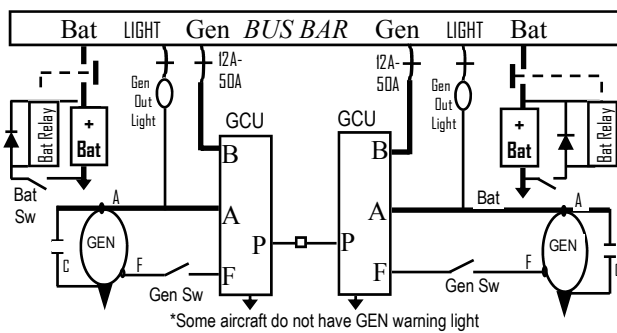 Bat LIGHT Gen BUS BAR Gen LIGHT Bat
12A-
50A
Gen
Out
Light
GCU
12A-
50A
Gen
Out
Light
GCU
Bat Relay
+
Bat
+
Bat
Bat Relay
Bat
Sw
B
A
P
F
B
A
P
F
A
Bat
A
GEN
GEN
C
F
Gen Sw
F
Gen Sw
C
*Some aircraft do not have GEN warning light